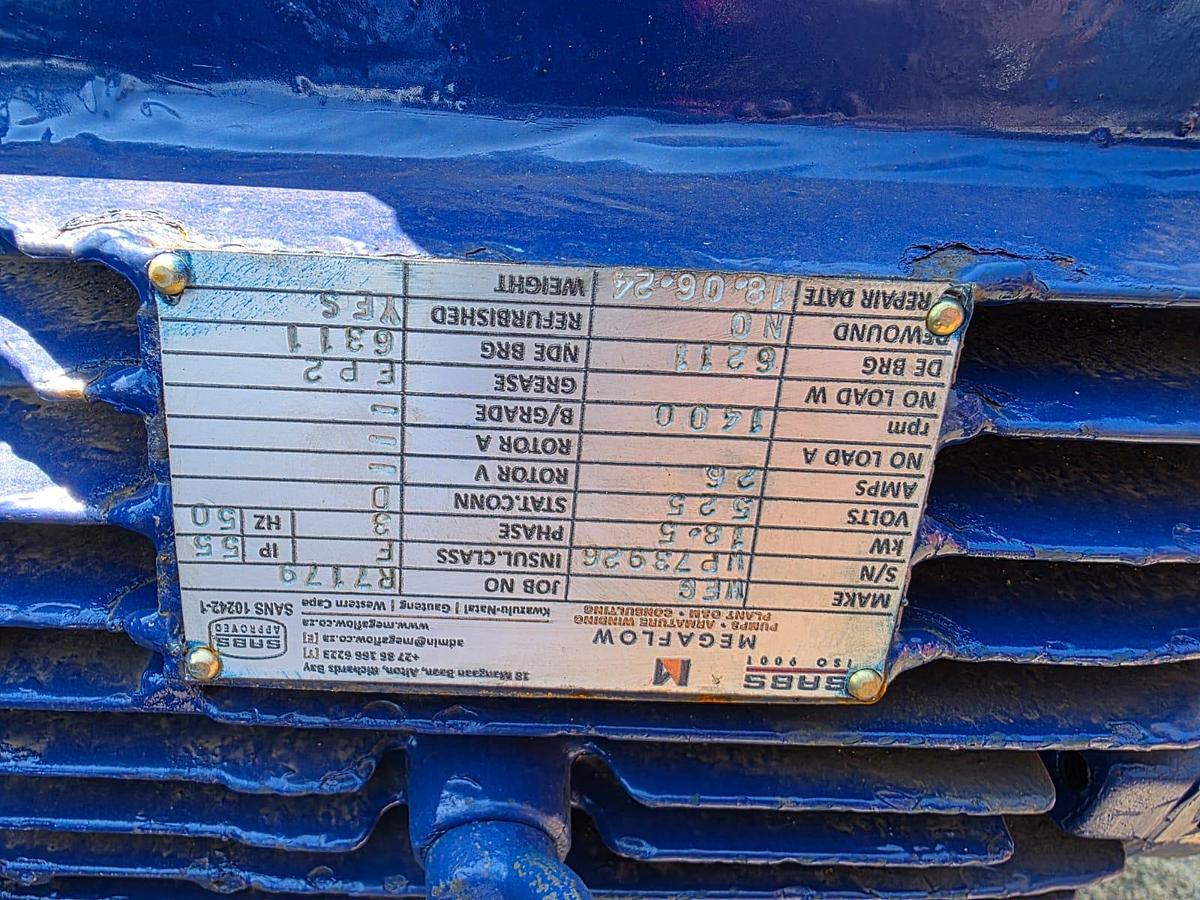 SABS
ISO 9001
MEGAFLOW
PUMPS • ARMATURE WINDING
PLANT O&M • CONSULTING
18 Mangaan Baan, Alton, Richards Bay
+27 86 166 6223 [T]
admin@megaflow.co.za [E]
www.megaflow.co.za
Kwazulu-Natal | Gauteng | Western Cape
SABS
APPROVED
SANS 10242-1
MAKE WEG JOB NO R7179
S/N WP73926 INSUL.CLASS F IP 55
kW 18.5 PHASE 3 HZ 50
VOLTS 525 STAT.CONN D
AMPS 26 ROTOR V -
NO LOAD A ROTOR A -
rpm 1400 B/GRADE -
NO LOAD W GREASE EP2
DE BRG 6211 NDE BRG 6311
REWOUND NO REFURBISHED YES
REPAIR DATE 18.06.24 WEIGHT